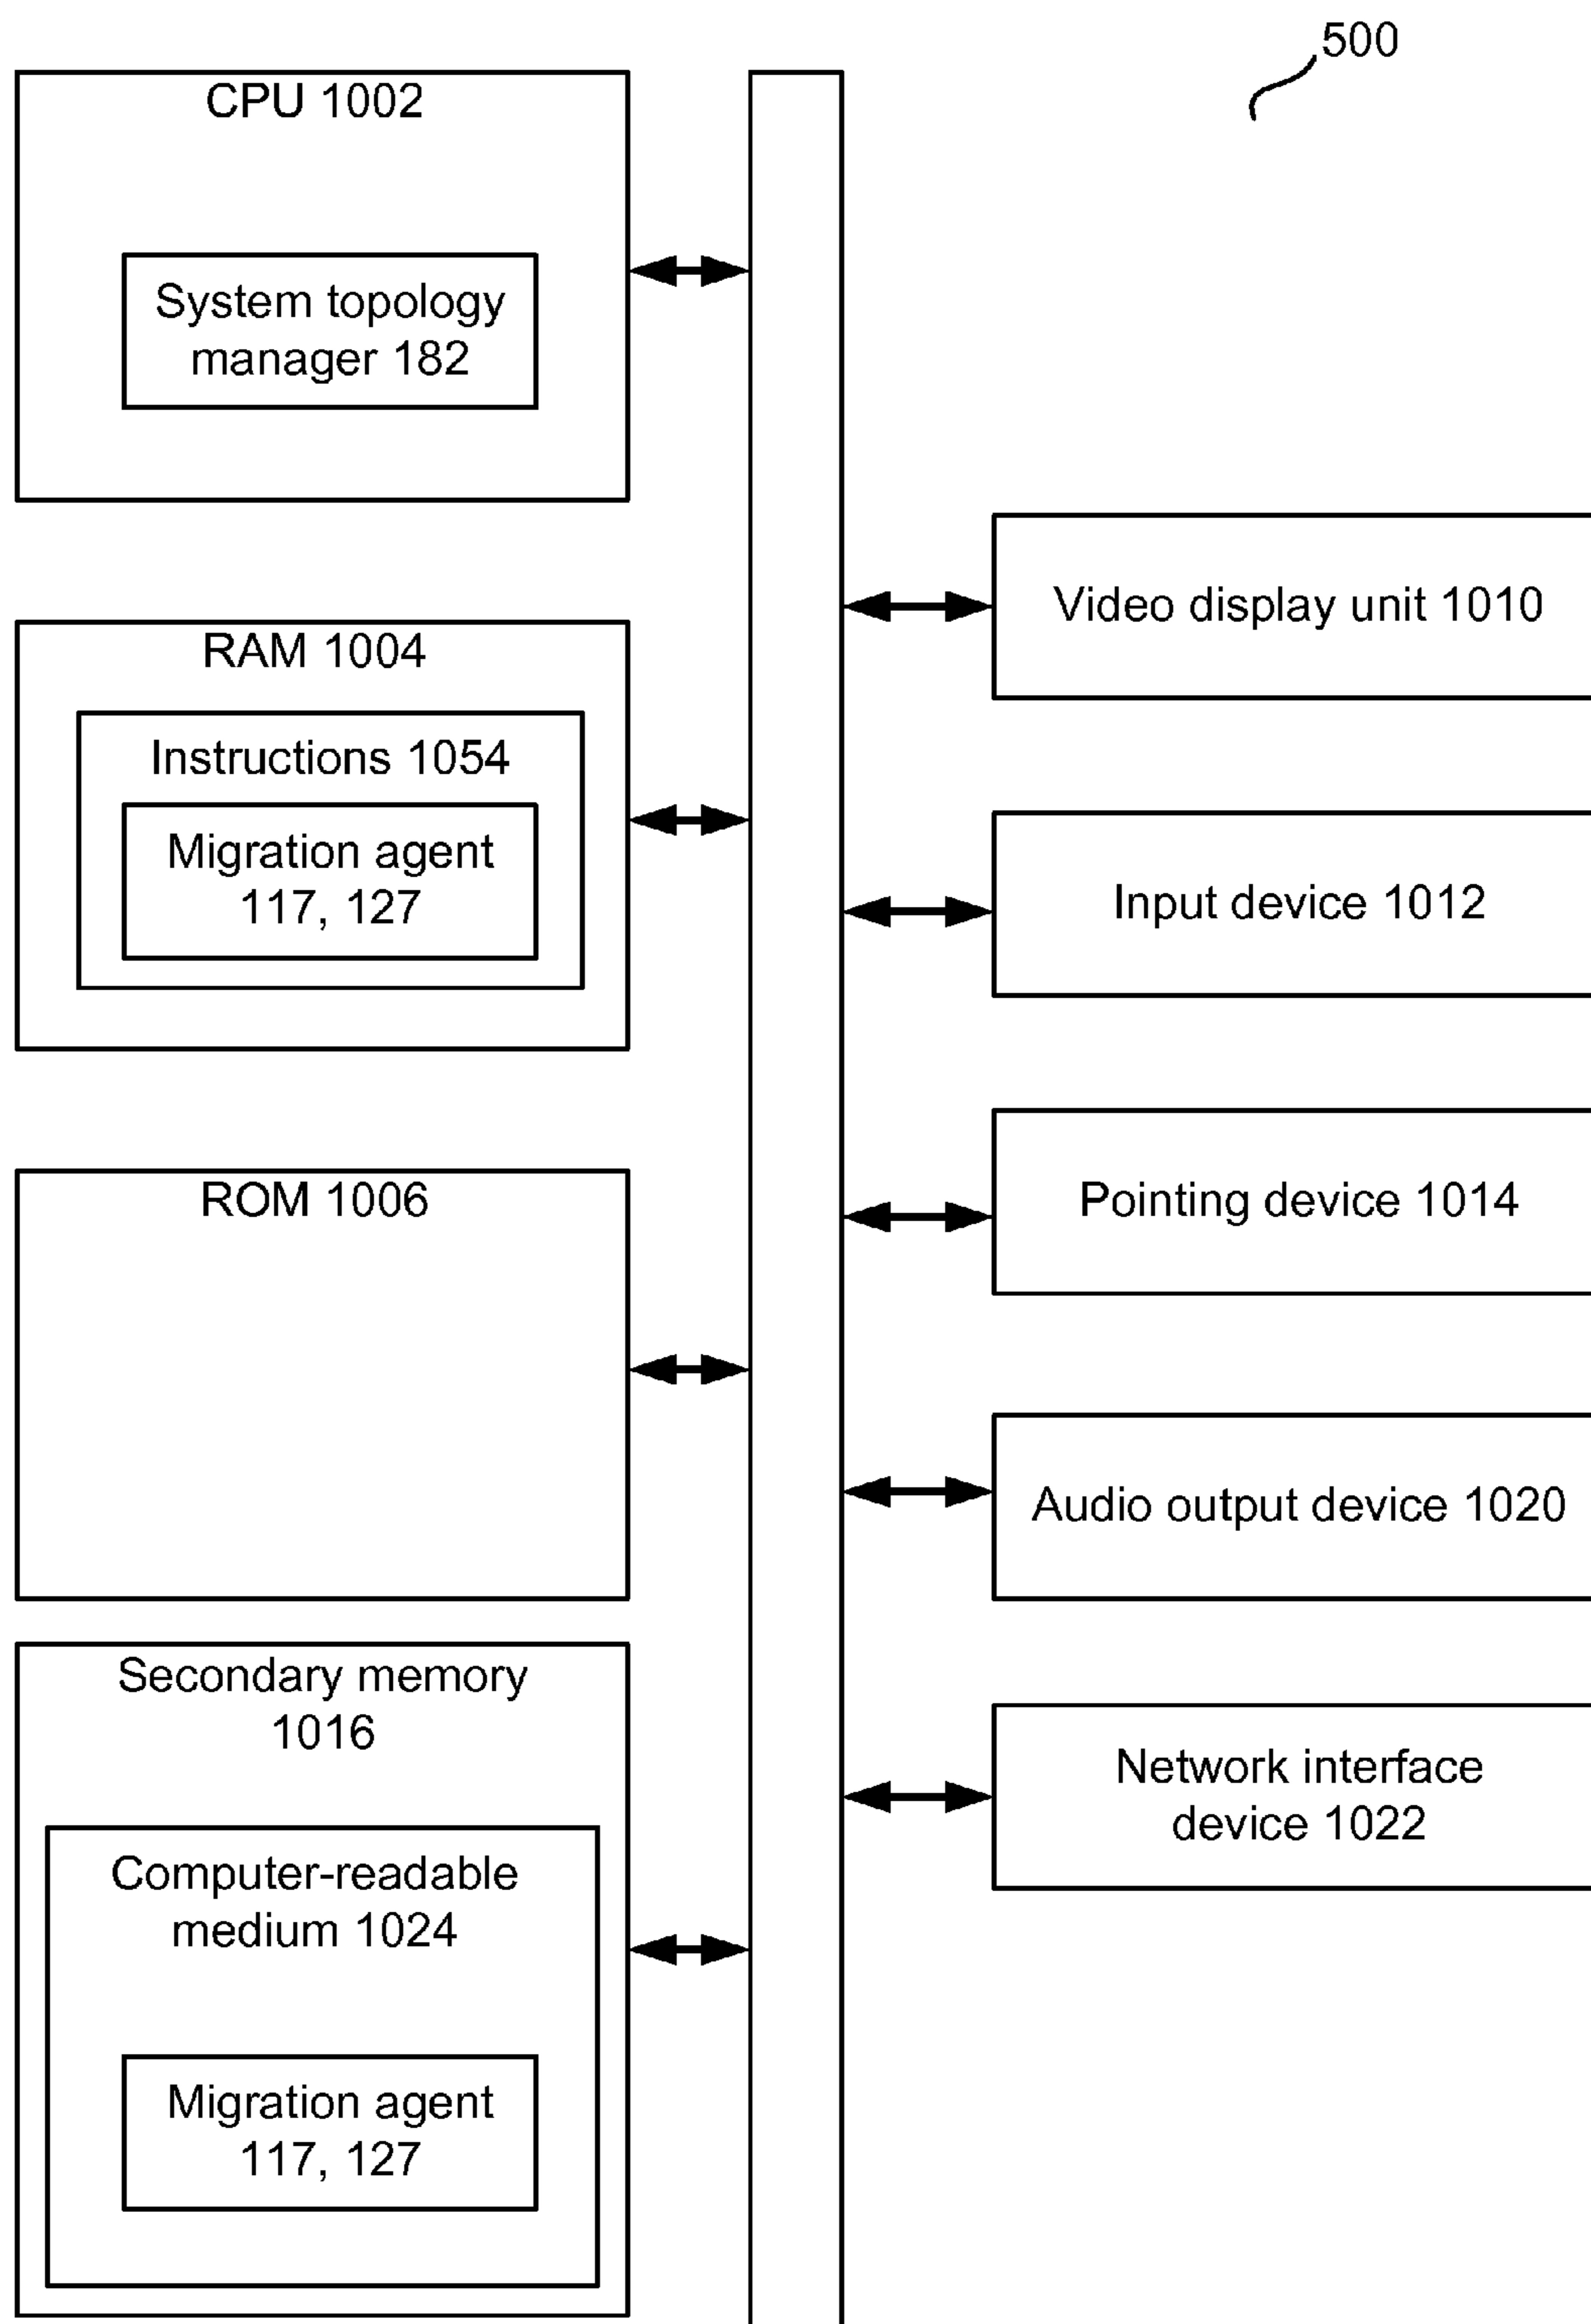 500
CPU 1002
System topology
manager 182
RAM 1004
Instructions 1054
Migration agent
117, 127
ROM 1006
Secondary memory
1016
Computer-readable
medium 1024
Migration agent
117, 127
Video display unit 1010
Input device 1012
Pointing device 1014
Audio output device 1020
Network interface
device 1022